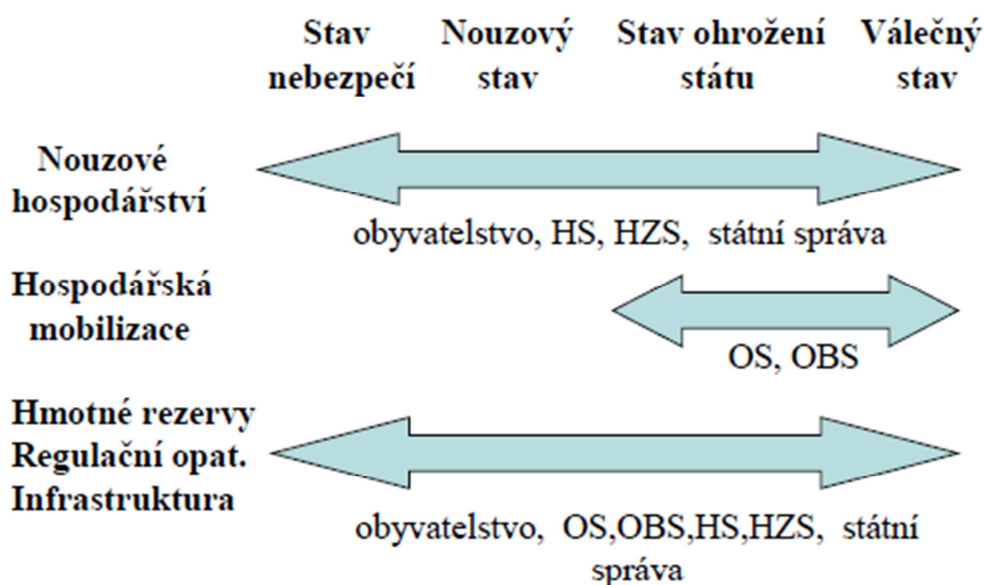 Stav nebezpečí
Nouzový stav
Stav ohrožení státu
Válečný stav
Nouzové
hospodářství
obyvatelstvo, HS, HZS, státní správa
Hospodářská
mobilizace
OS, OBS
Hmotné rezervy
Regulační opat.
Infrastruktura
obyvatelstvo, OS,OBS,HS,HZS, státní
správa